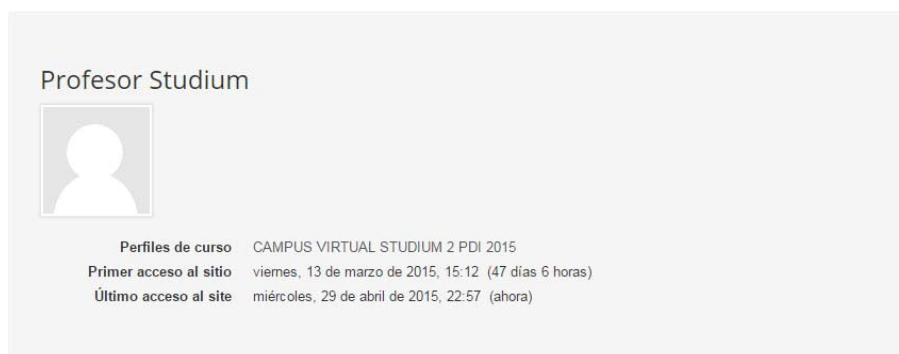 Profesor Studium
Perfiles de curso CAMPUS VIRTUAL STUDIUM 2 PDI 2015
Primer acceso al sitio viernes, 13 de marzo de 2015, 15:12 (47 días 6 horas)
Último acceso al site miércoles, 29 de abril de 2015, 22:57 (ahora)